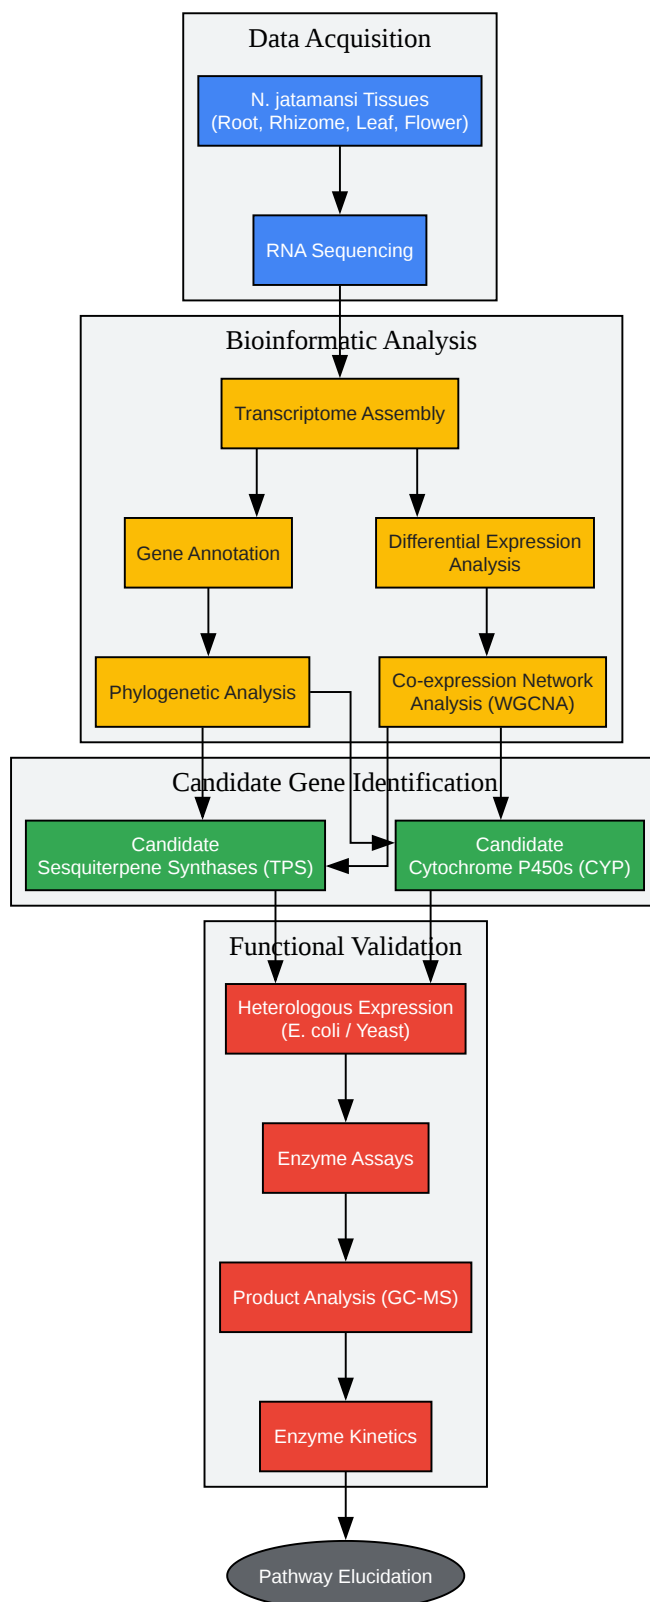 Data Acquisition
N. jatamansi Tissues
(Root, Rhizome, Leaf, Flower)
RNA Sequencing
Bioinformatic Analysis
Transcriptome Assembly
Gene Annotation
Differential Expression
Analysis
Phylogenetic Analysis
Co-expression Network
Analysis (WGCNA)
Candidate Gene Identification
Candidate
Sesquiterpene Synthases (TPS)
Candidate
Cytochrome P450s (CYP)
Functional Validation
Heterologous Expression
(E. coli / Yeast)
Enzyme Assays
Product Analysis (GC-MS)
Enzyme Kinetics
Pathway Elucidation